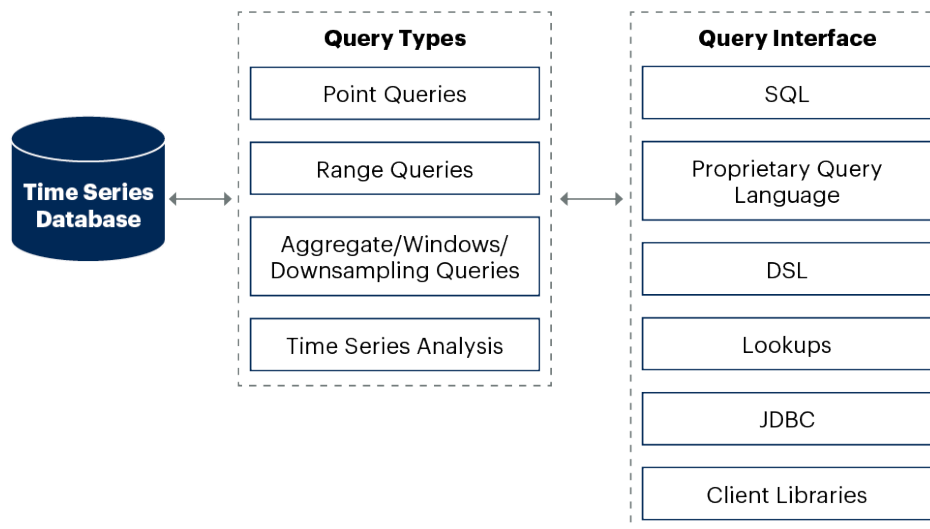 Time Series
Database
Query Types
Point Queries
Range Queries
Aggregate/Windows/
Downsampling Queries
Time Series Analysis
Query Interface
SQL
Proprietary Query
Language
DSL
Lookups
JDBC
Client Libraries